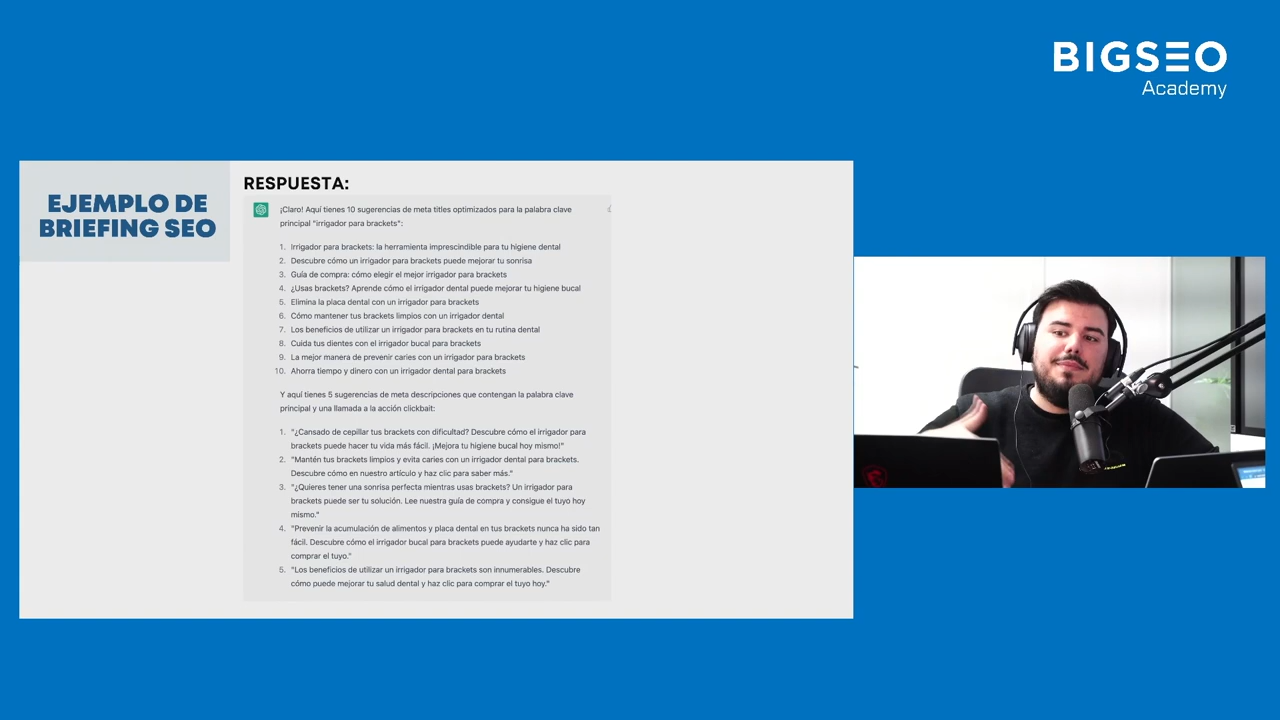 BIGSEO
Academy
EJEMPLO DE
BRIEFING SEO
RESPUESTA:
¡Claro! Aquí tienes 10 sugerencias de meta titles optimizados para la palabra clave
principal "irrigador para brackets":
1. Irrigador para brackets: la herramienta imprescindible para tu higiene dental
2. Descubre cómo un irrigador para brackets puede mejorar tu sonrisa
3. Guía de compra: cómo elegir el mejor irrigador para brackets
4. ¿Usas brackets? Aprende cómo el irrigador dental puede mejorar tu higiene bucal
5. Elimina la placa dental con un irrigador para brackets
6. Cómo mantener tus brackets limpios con un irrigador dental
7. Los beneficios de utilizar un irrigador para brackets en tu rutina dental
8. Cuida tus dientes con el irrigador bucal para brackets
9. La mejor manera de prevenir caries con un irrigador para brackets
10. Ahorra tiempo y dinero con un irrigador dental para brackets
Y aquí tienes 5 sugerencias de meta descripciones que contengan la palabra clave
principal y una llamada a la acción clickbait:
1. "¿Cansado de cepillar tus brackets con dificultad? Descubre cómo el irrigador para
brackets puede hacer tu vida más fácil. ¡Mejora tu higiene bucal hoy mismo!"
2. "Mantén tus brackets limpios y evita caries con un irrigador dental para brackets.
Descubre cómo en nuestro artículo y haz clic para saber más."
3. "¿Quieres tener una sonrisa perfecta mientras usas brackets? Un irrigador para
brackets puede ser tu solución. Lee nuestra guía de compra y consigue el tuyo hoy
mismo."
4. "Prevenir la acumulación de alimentos y placa dental en tus brackets nunca ha sido tan
fácil. Descubre cómo el irrigador bucal para brackets puede ayudarte y haz clic para
comprar el tuyo."
5. "Los beneficios de utilizar un irrigador para brackets son innumerables. Descubre
cómo puede mejorar tu salud dental y haz clic para comprar el tuyo hoy."